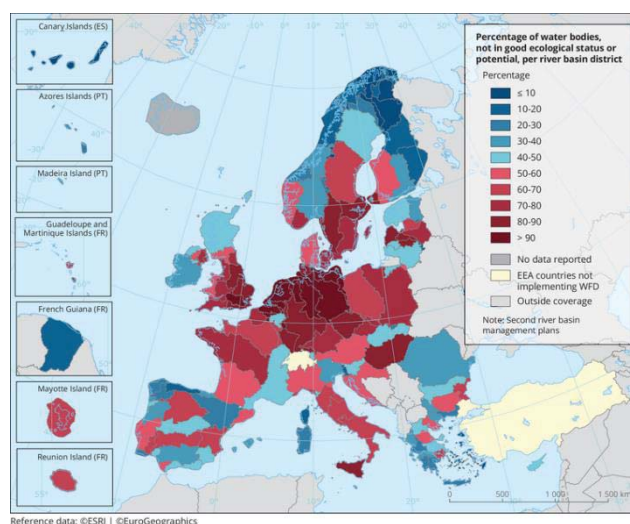 Canary Islands (ES)
Azores Islands (PT)
Madeira Island (PT)
Guadeloupe and
Martinique Islands (FR)
French Guiana (FR)
Mayotte Island (FR)
Reunion Island (FR)
Percentage of water bodies,
not in good ecological status or
potential, per river basin
district
Percentage
≤ 10
10-20
20-30
30-40
40-50
50-60
60-70
70-80
80-90
> 90
No data reported
EEA countries not
implementing WFD
Outside coverage
Note: Second river basin
management plans
0 500 1 000 1 500 km
Reference data: ©ESRI | ©EuroGeographics